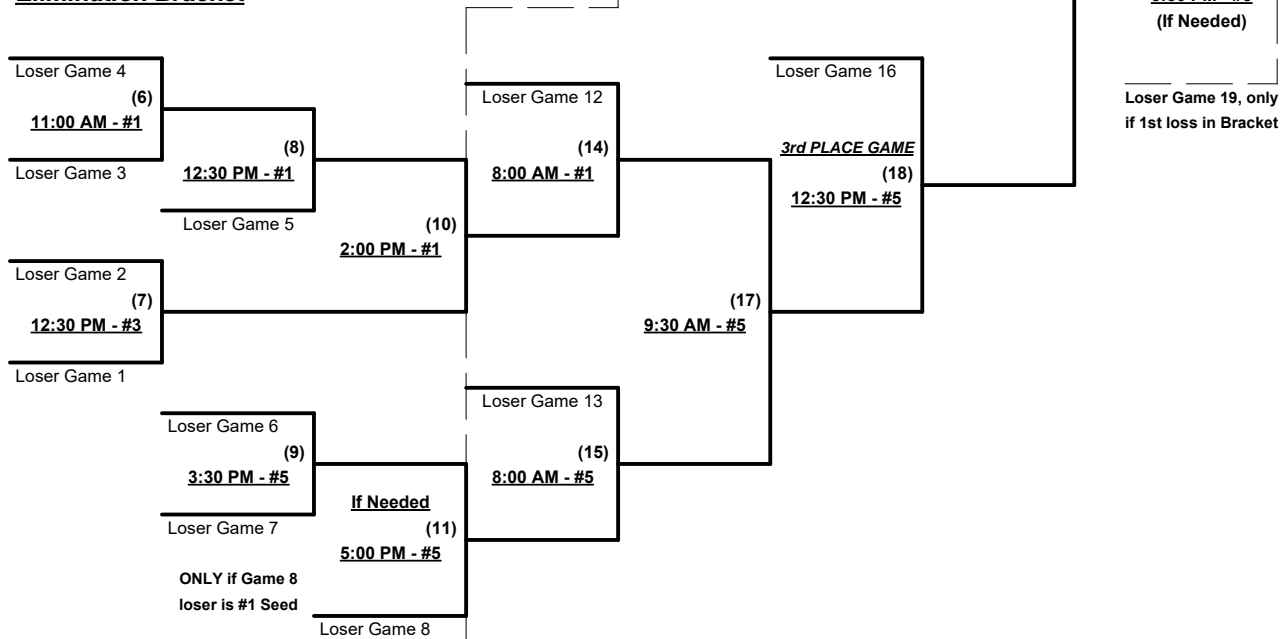 (If Needed)
Loser Game 4
(6)
11:00 AM - #1
Loser Game 3
(8)
12:30 PM - #1
Loser Game 5
Loser Game 2
(7)
12:30 PM - #3
Loser Game 1
(10)
2:00 PM - #1
Loser Game 6
(9)
3:30 PM - #5
Loser Game 7
If Needed
(11)
5:00 PM - #5
ONLY if Game 8
loser is #1 Seed
Loser Game 8
Loser Game 12
(14)
8:00 AM - #1
Loser Game 13
(15)
8:00 AM - #5
(17)
9:30 AM - #5
Loser Game 16
3rd PLACE GAME
(18)
12:30 PM - #5
Loser Game 19, only
if 1st loss in Bracket